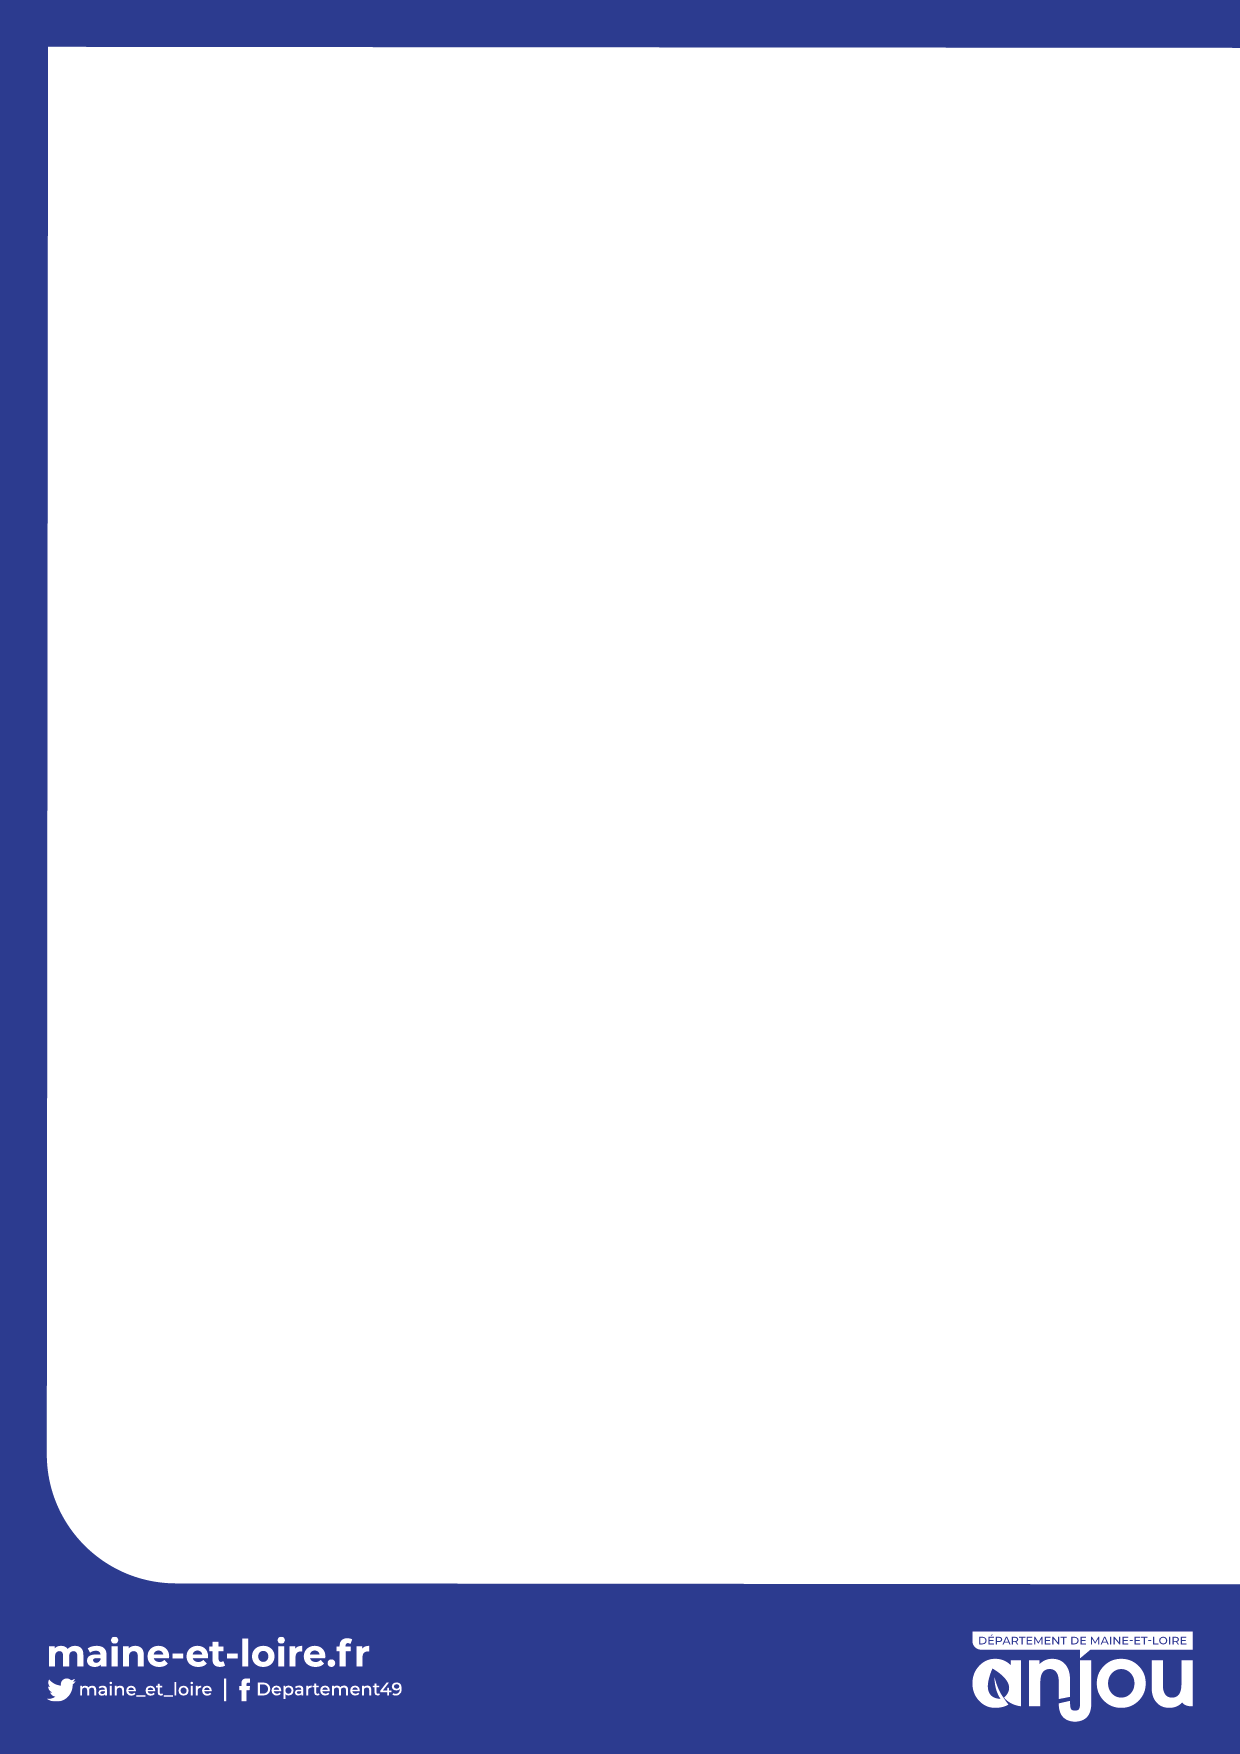 maine-et-loire.fr
maine_et_loire | Departement49
DÉPARTEMENT DE MAINE-ET-LOIRE
anjou